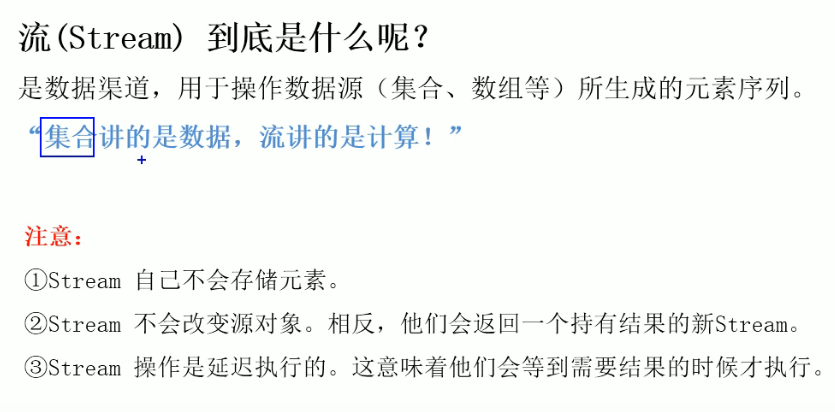 流(Stream) 到底是什么呢?
是数据渠道，用于操作数据源（集合、数组等）所生成的元素序列。
“集合讲的是数据，流讲的是计算！”
注意：
①Stream 自己不会存储元素。
②Stream 不会改变源对象。相反，他们会返回一个持有结果的新Stream。
③Stream 操作是延迟执行的。这意味着他们会等到需要结果的时候才执行。